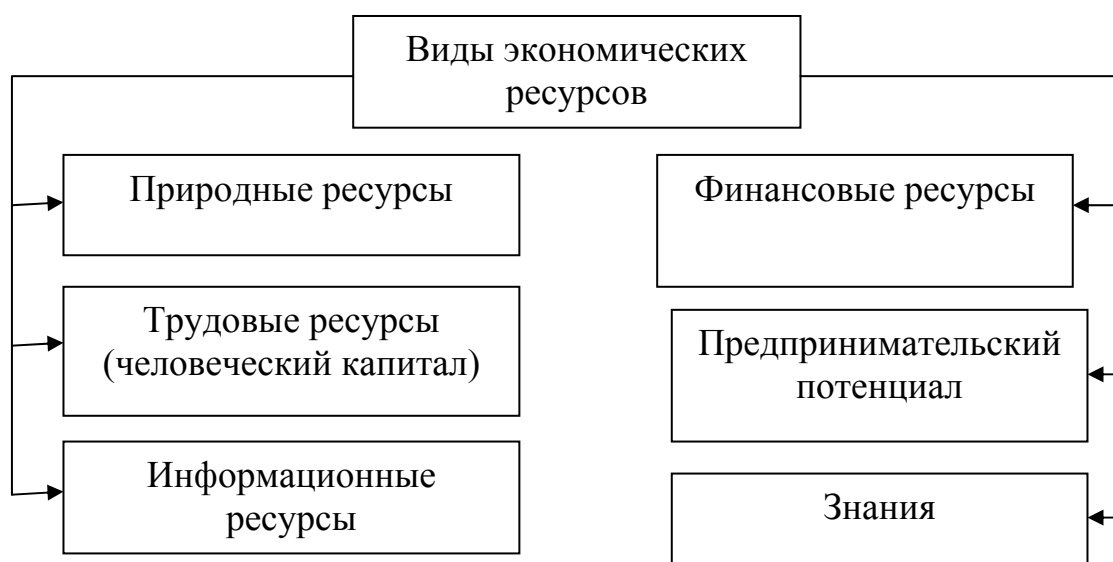 Виды экономических
ресурсов
Природные ресурсы
Финансовые ресурсы
Трудовые ресурсы
(человеческий капитал)
Предпринимательский
потенциал
Информационные
ресурсы
Знания